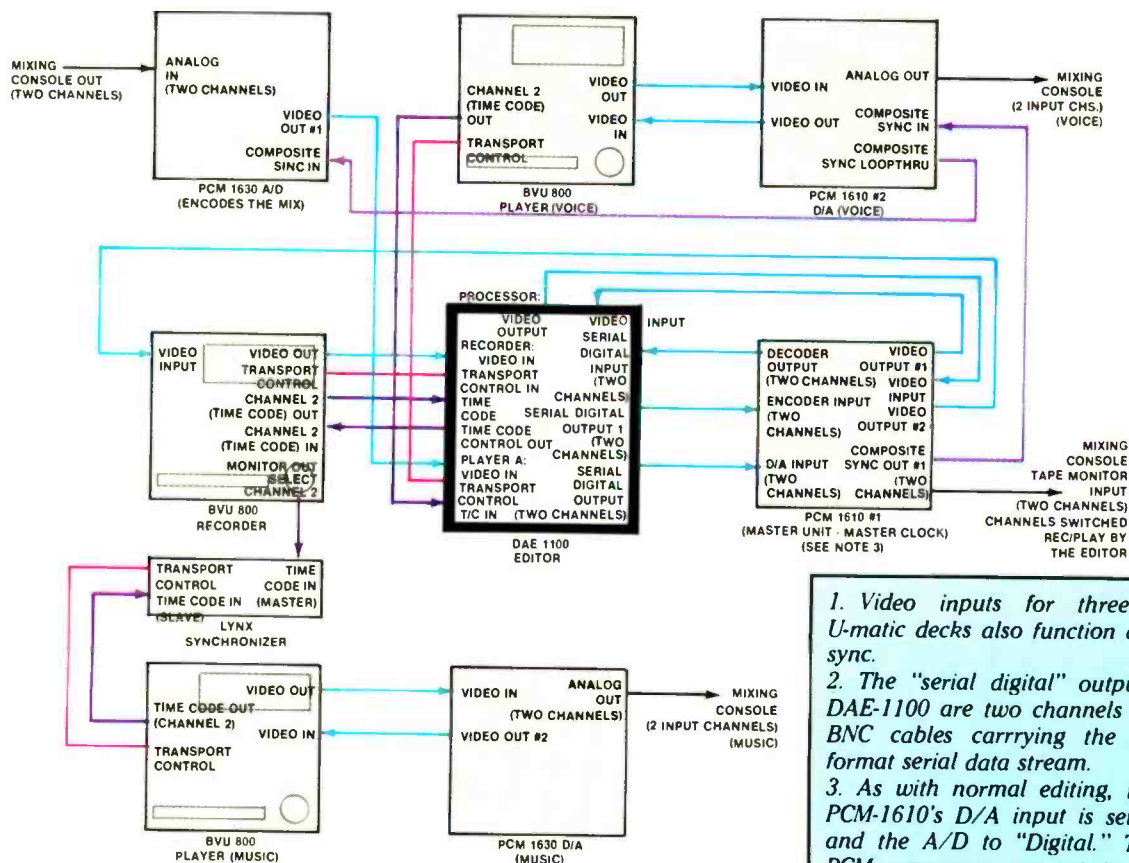 MIXING
CONSOLE OUT
(TWO CHANNELS)
ANALOG
IN
(TWO CHANNELS)
VIDEO
OUT #1
COMPOSITE
SINC IN
PCM 1630 A/D
(ENCODES THE MIX)
CHANNEL 2
(TIME CODE)
OUT
TRANSPORT
CONTROL
VIDEO
OUT
VIDEO
IN
BVU 800
PLAYER (VOICE)
VIDEO IN
VIDEO OUT
ANALOG OUT
COMPOSITE
SYNC IN
COMPOSITE
SYNC LOOPTHRU
PCM 1610 #2
D/A (VOICE)
MIXING
CONSOLE
(2 INPUT CHS.)
(VOICE)
VIDEO
INPUT
VIDEO OUT
TRANSPORT
CONTROL
CHANNEL 2
(TIME CODE) OUT
CHANNEL 2
(TIME CODE) IN
MONITOR OUT
SELECT
CHANNEL 2
BVU 800
RECORDER
PROCESSOR:
VIDEO
OUTPUT
RECORDER:
VIDEO IN
TRANSPORT
CONTROL IN
TIME
CODE
TIME CODE
CONTROL OUT
PLAYER A:
VIDEO IN
TRANSPORT
CONTROL
T/C IN
VIDEO INPUT
SERIAL
DIGITAL
INPUT
(TWO
CHANNELS)
SERIAL DIGITAL
OUTPUT 1
(TWO
CHANNELS)
SERIAL
DIGITAL
OUTPUT
(TWO CHANNELS)
DAE 1100
EDITOR
DECODER
OUTPUT
(TWO CHANNELS)
ENCODER INPUT
(TWO
CHANNELS)
D/A INPUT
(TWO
CHANNELS)
VIDEO
OUTPUT #1
VIDEO
INPUT
VIDEO
OUTPUT #2
COMPOSITE
SYNC OUT #1
(TWO
CHANNELS)
PCM 1610 #1
(MASTER UNIT - MASTER CLOCK)
(SEE NOTE 3)
MIXING
CONSOLE
TAPE MONITOR
INPUT
(TWO CHANNELS)
CHANNELS SWITCHED
REC/PLAY BY
THE EDITOR
TRANSPORT
CONTROL
TIME CODE IN
(SLAVE)
TIME
CODE IN
(MASTER)
LYNX
SYNCHRONIZER
VIDEO OUT
TIME CODE OUT
(CHANNEL 2)
VIDEO IN
TRANSPORT
CONTROL
BVU 800
PLAYER (MUSIC)
VIDEO IN
VIDEO OUT #2
ANALOG
OUT
(TWO CHANNELS)
PCM 1630 D/A
(MUSIC)
MIXING
CONSOLE
(2 INPUT CHANNELS)
(MUSIC)
1. Video inputs for three
U-matic decks also function a
sync.
2. The "serial digital" outpu
DAE-1100 are two channels
BNC cables carrrying the
format serial data stream.
3. As with normal editing,
PCM-1610's D/A input is se
and the A/D to "Digital." T